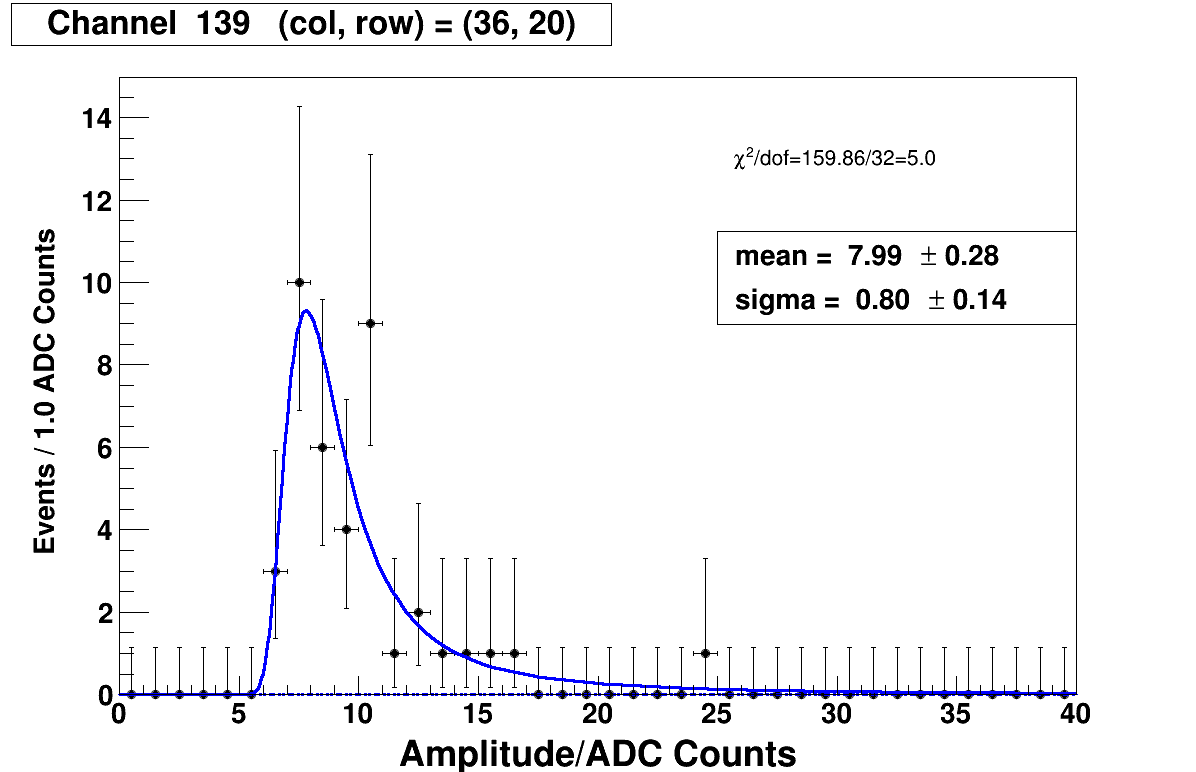 Channel 139 (col, row) = (36, 20)
χ²/dof=159.86/32=5.0
mean = 7.99 ± 0.28
sigma = 0.80 ± 0.14
Events / 1.0 ADC Counts
14
12
10
8
6
4
2
0
0 5 10 15 20 25 30 35 40
Amplitude/ADC Counts